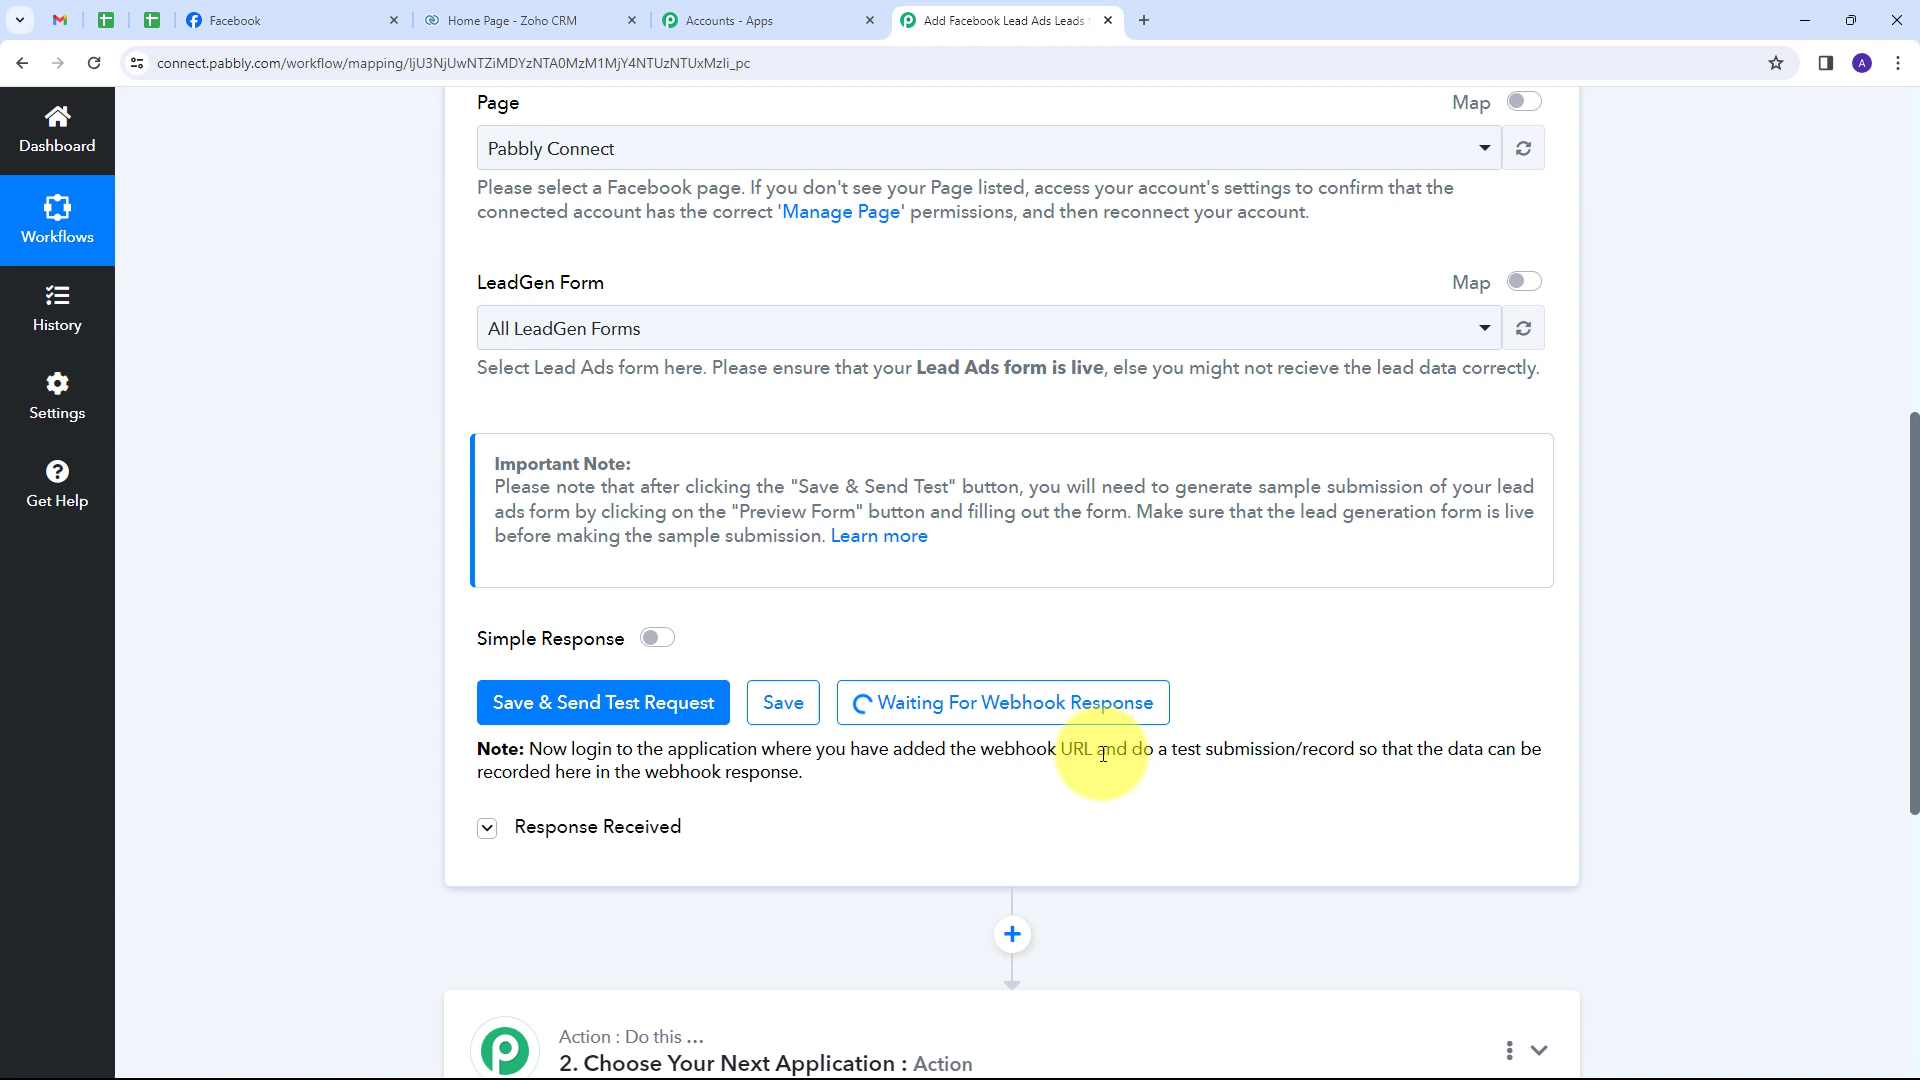 Facebook
Home Page - Zoho CRM
Accounts - Apps
Add Facebook Lead Ads Leads
connect.pabbly.com/workflow/mapping/IjU3NjUwNTZiMDYzNTA0MzM1MjY4NTUzNTUxMzIi_pc
A
Dashboard
Workflows
History
Settings
Get Help
Page
Map
Pabbly Connect
Please select a Facebook page. If you don't see your Page listed, access your account's settings to confirm that the
connected account has the correct 'Manage Page' permissions, and then reconnect your account.
LeadGen Form
Map
All LeadGen Forms
Select Lead Ads form here. Please ensure that your Lead Ads form is live, else you might not recieve the lead data correctly.
Important Note:
Please note that after clicking the "Save & Send Test" button, you will need to generate sample submission of your lead
ads form by clicking on the "Preview Form" button and filling out the form. Make sure that the lead generation form is live
before making the sample submission. Learn more
Simple Response
Save & Send Test Request
Save
Waiting For Webhook Response
Note: Now login to the application where you have added the webhook URL and do a test submission/record so that the data can be
recorded here in the webhook response.
Response Received
Action : Do this ...
2. Choose Your Next Application : Action